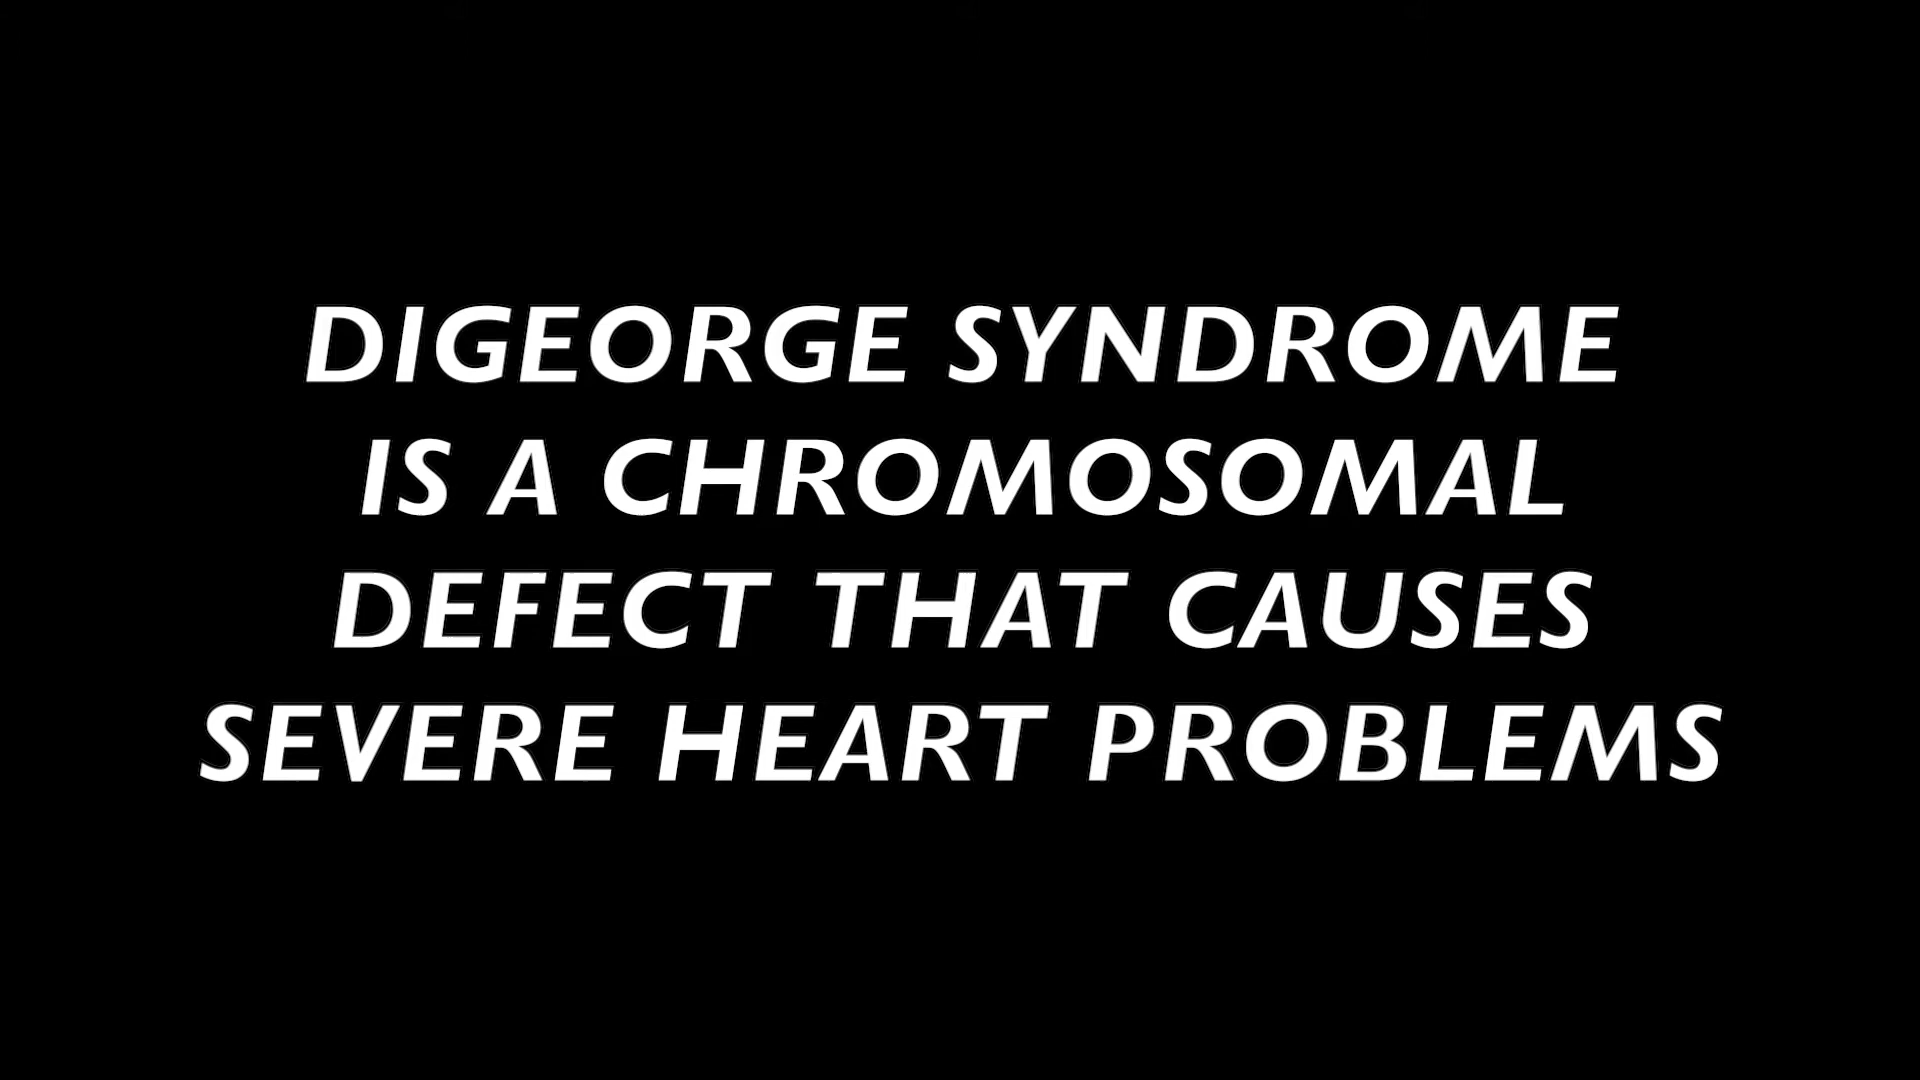 DIGEORGE SYNDROME
IS A CHROMOSOMAL
DEFECT THAT CAUSES
SEVERE HEART PROBLEMS